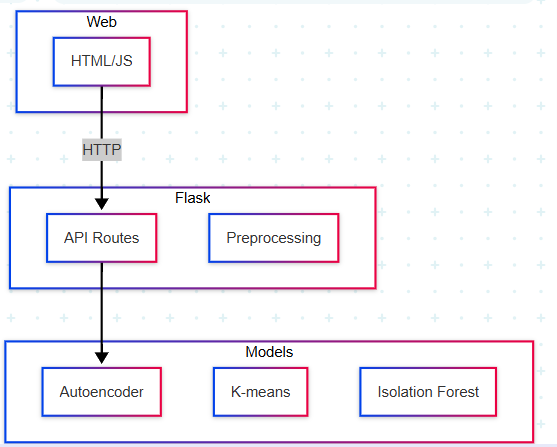 Web
HTML/JS
HTTP
Flask
API Routes
Preprocessing
Models
Autoencoder
K-means
Isolation Forest